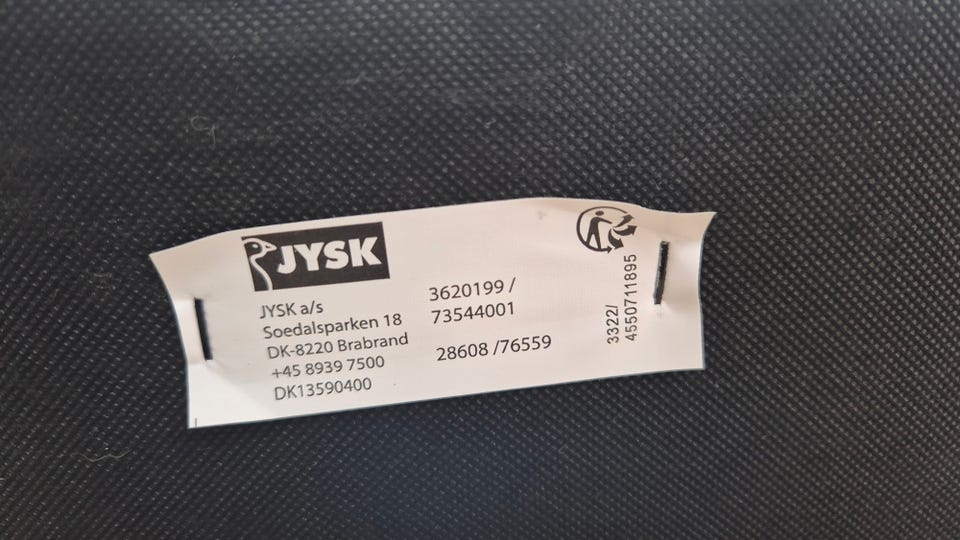 JYSK
JYSK a/s
Soedalsparken 18
DK-8220 Brabrand
+45 8939 7500
DK13590400
3620199 /
73544001
28608 /76559
3322/
4550711895